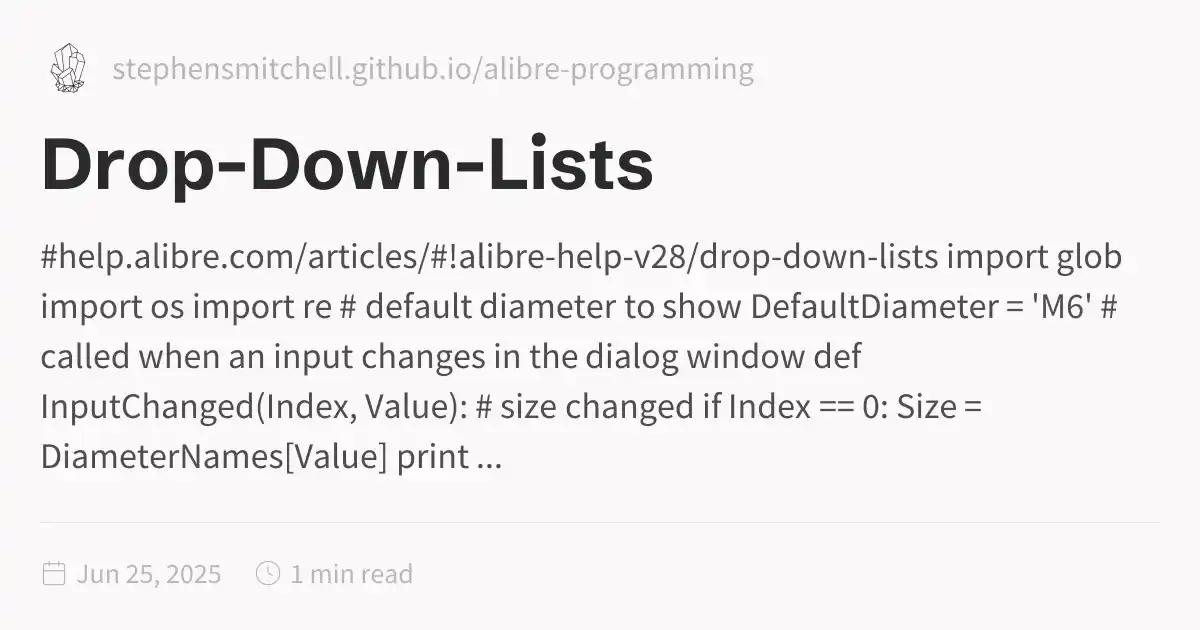 stephensmitchell.github.io/alibre-programming
Drop-Down-Lists
#help.alibre.com/articles/#!alibre-help-v28/drop-down-lists import glob
import os import re # default diameter to show DefaultDiameter = 'M6' #
called when an input changes in the dialog window def
InputChanged(Index, Value): # size changed if Index == 0: Size =
DiameterNames[Value] print ...
Jun 25, 2025 1 min read